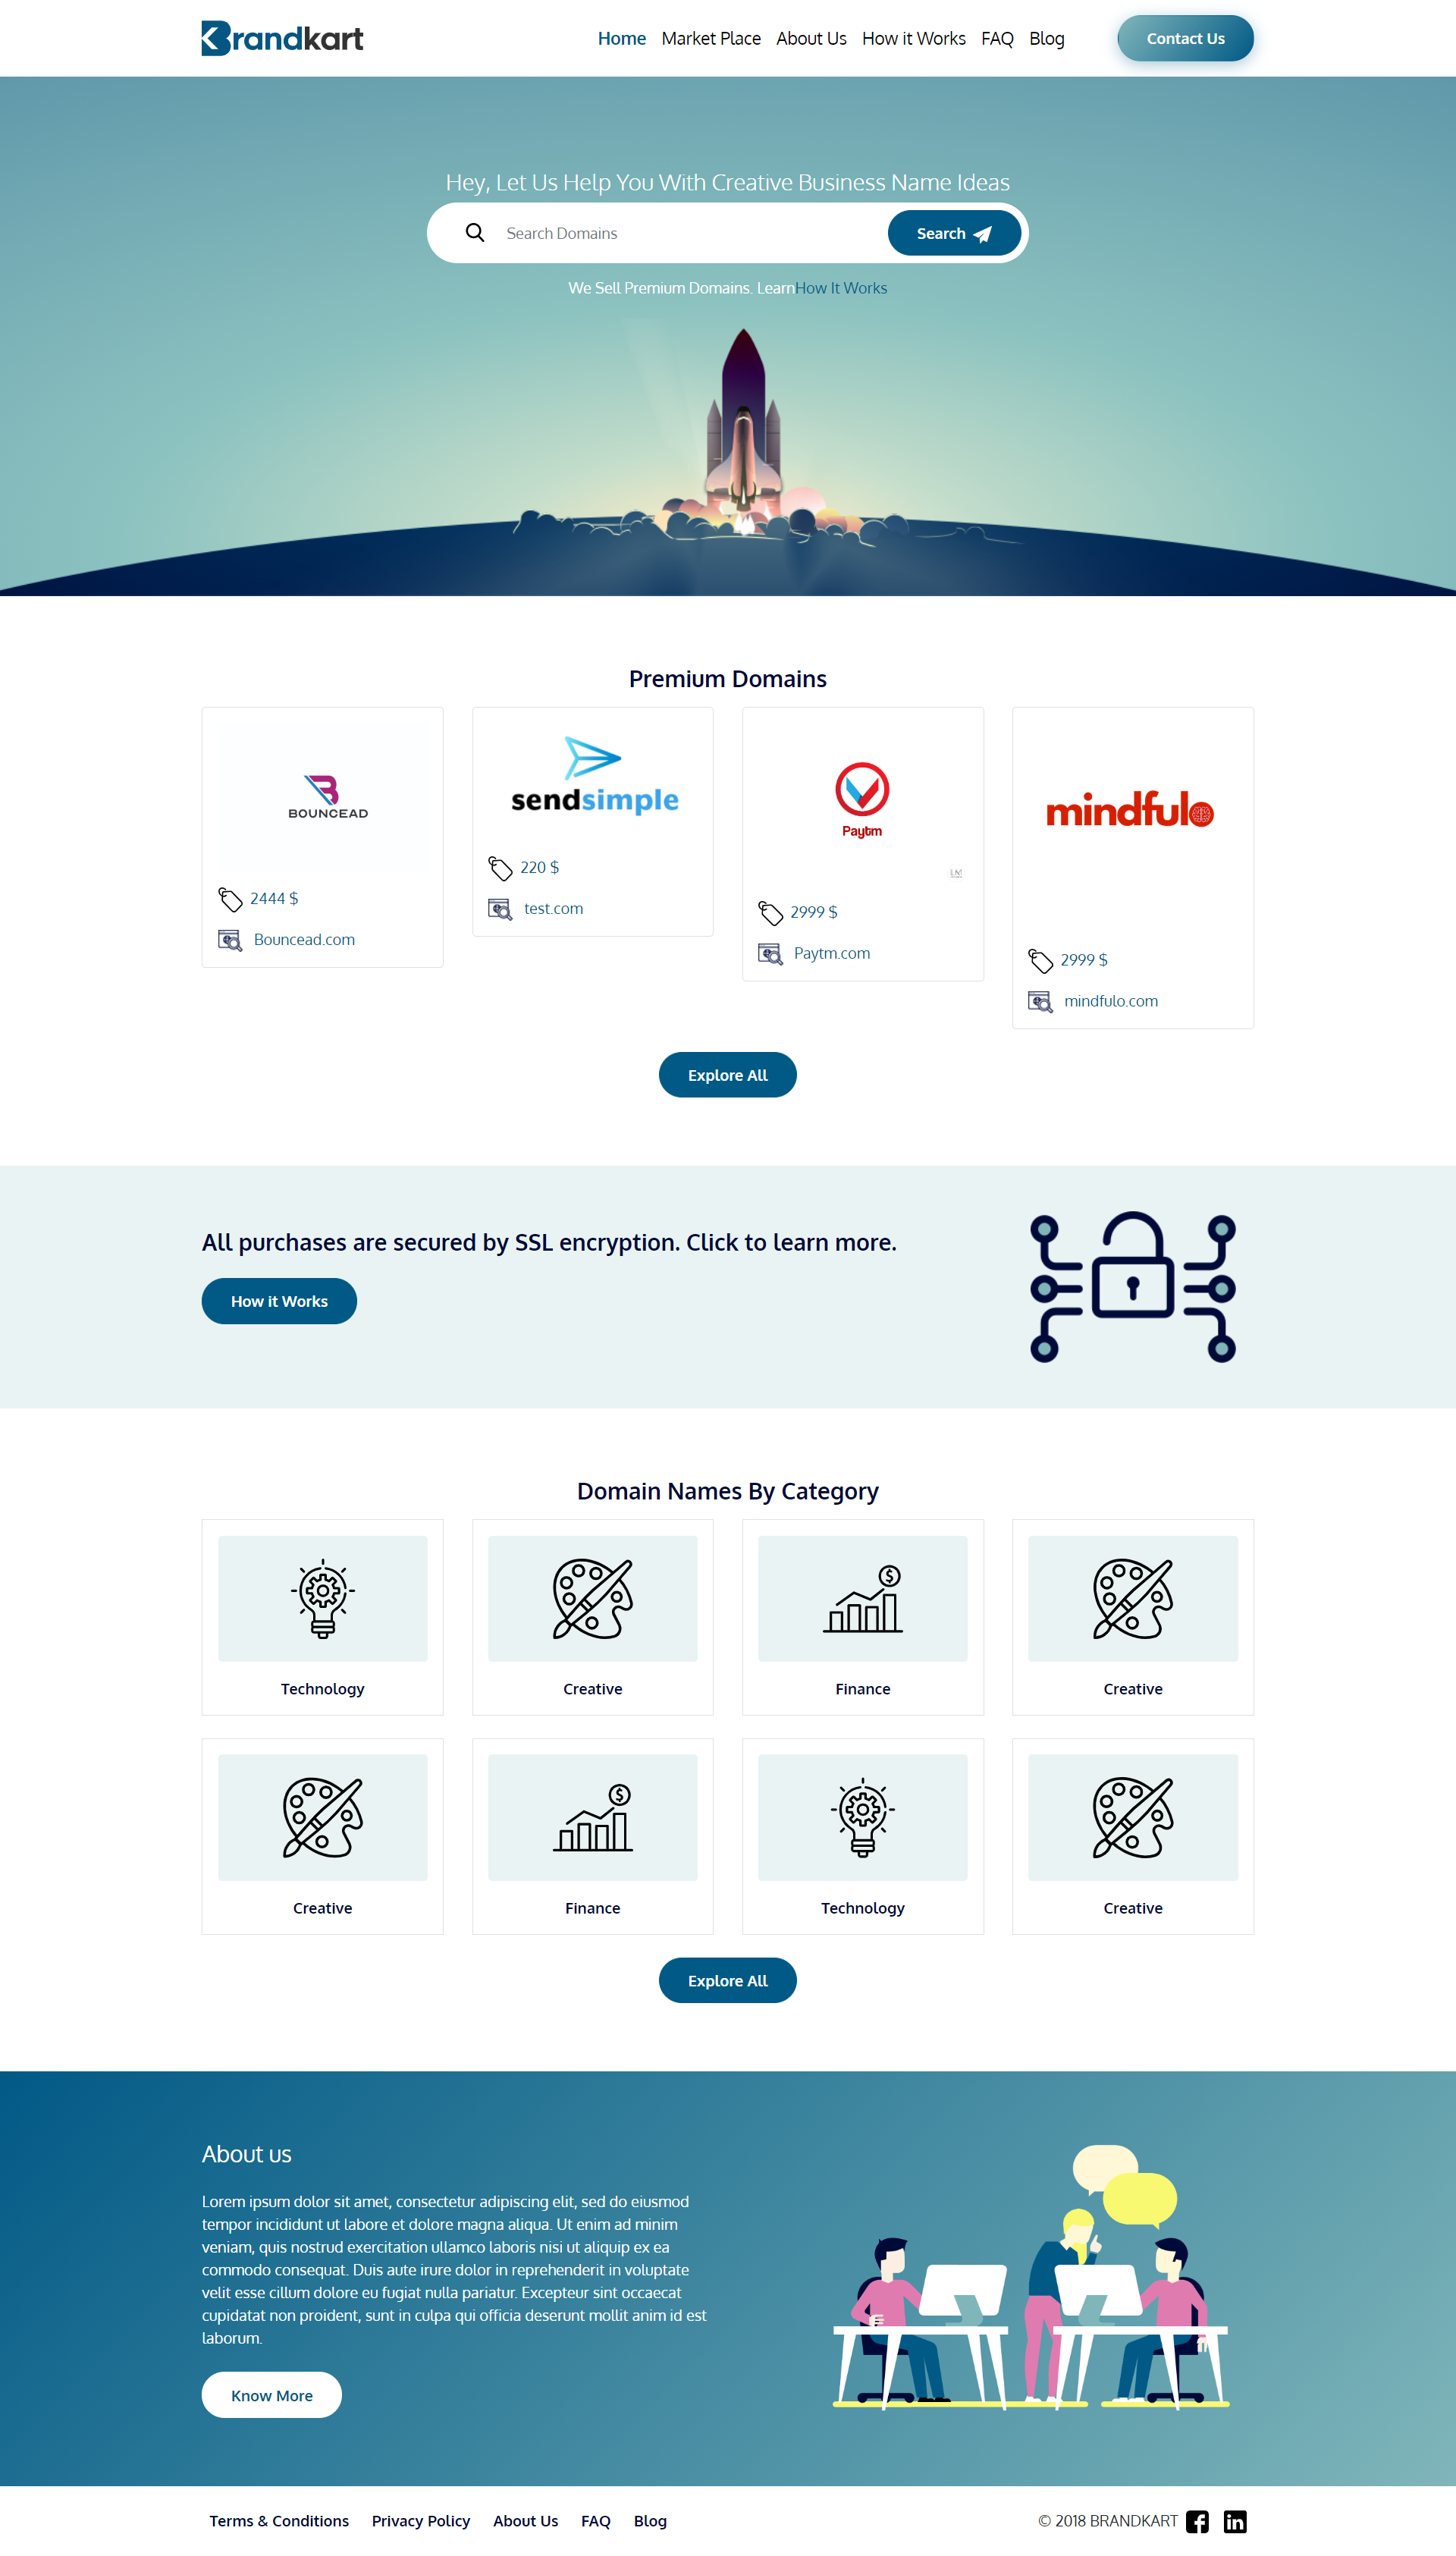 Brandkart
Home Market Place About Us How it Works FAQ Blog Contact Us
Hey, Let Us Help You With Creative Business Name Ideas
Search Domains Search
We Sell Premium Domains. LearnHow It Works
Premium Domains
BOUNCEAD
2444 $
Bouncead.com
sendsimple
220 $
test.com
Paytm
2999 $
Paytm.com
mindfulo
2999 $
mindfulo.com
Explore All
All purchases are secured by SSL encryption. Click to learn more.
How it Works
Domain Names By Category
Technology Creative Finance Creative
Creative Finance Technology Creative
Explore All
About us
Lorem ipsum dolor sit amet, consectetur adipiscing elit, sed do eiusmod
tempor incididunt ut labore et dolore magna aliqua. Ut enim ad minim
veniam, quis nostrud exercitation ullamco laboris nisi ut aliquip ex ea
commodo consequat. Duis aute irure dolor in reprehenderit in voluptate
velit esse cillum dolore eu fugiat nulla pariatur. Excepteur sint occaecat
cupidatat non proident, sunt in culpa qui officia deserunt mollit anim id est
laborum.
Know More
Terms & Conditions Privacy Policy About Us FAQ Blog © 2018 BRANDKART